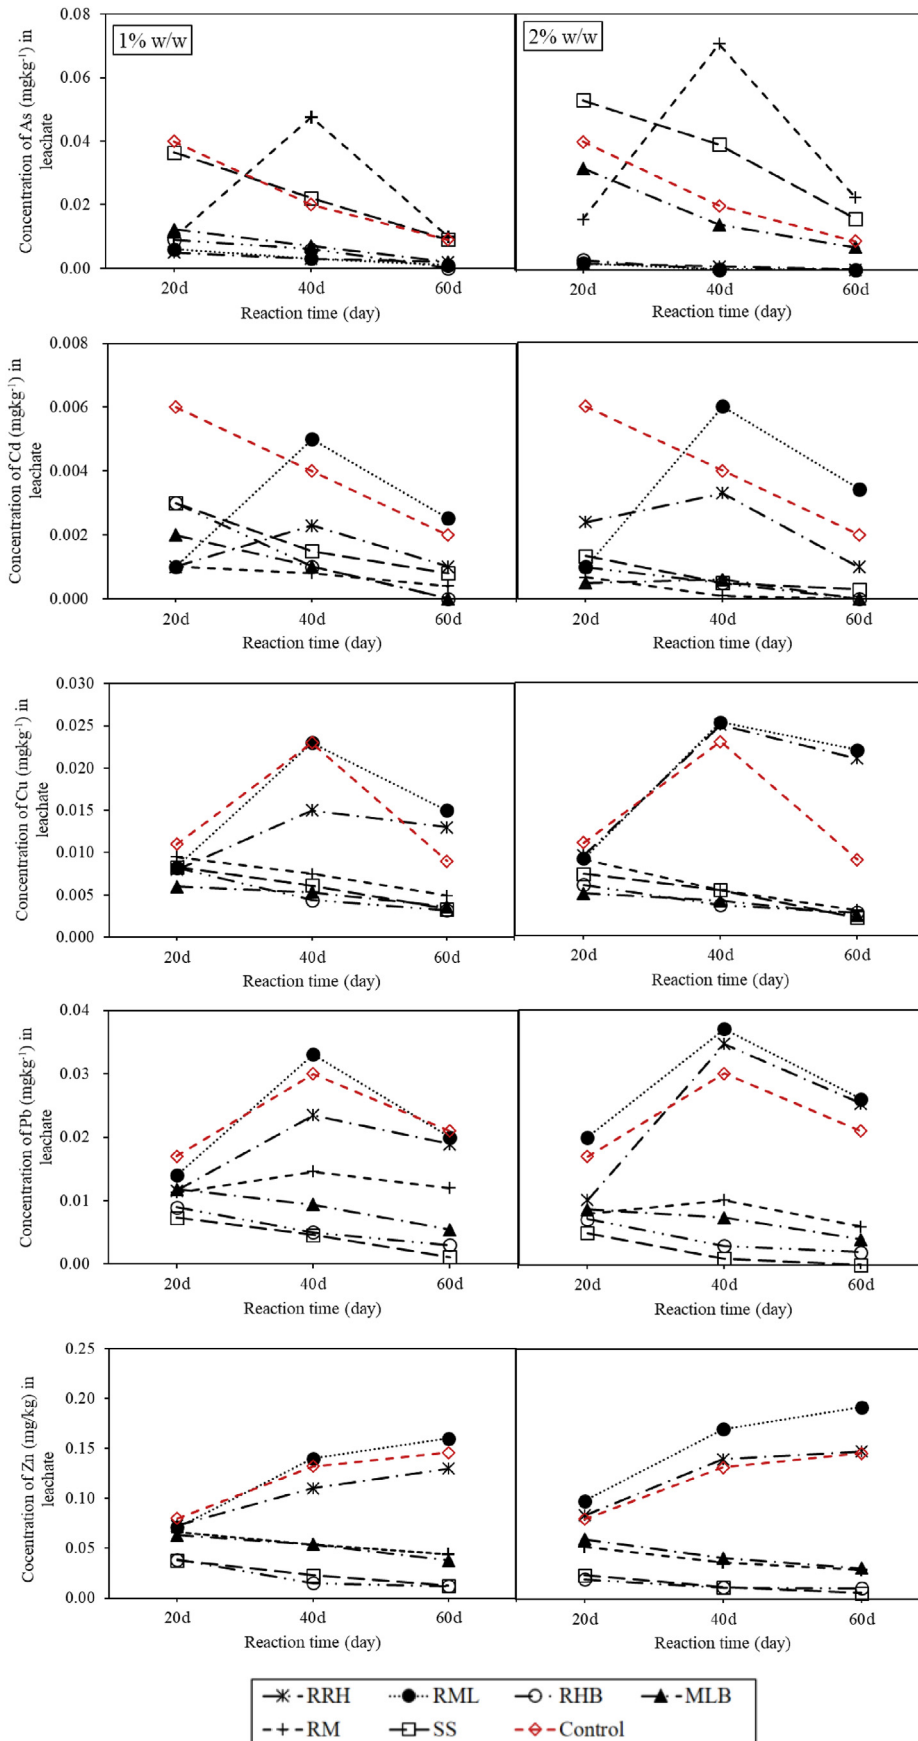 1% w/w
2% w/w
Concentration of As (mgkg⁻¹) in
leachate
0.08
0.06
0.04
0.02
0.00
20d 40d 60d 20d 40d 60d
Reaction time (day) Reaction time (day)
Concentration of Cd (mgkg⁻¹) in
leachate
0.008
0.006
0.004
0.002
0.000
20d 40d 60d 20d 40d 60d
Reaction time (day) Reaction time (day)
Concentration of Cu (mgkg⁻¹) in
leachate
0.030
0.025
0.020
0.015
0.010
0.005
0.000
20d 40d 60d 20d 40d 60d
Reaction time (day) Reaction time (day)
Concentration of Pb (mgkg⁻¹) in
leachate
0.04
0.03
0.02
0.01
0.00
20d 40d 60d 20d 40d 60d
Reaction time (day) Reaction time (day)
Cocentration of Zn (mg/kg) in
leachate
0.25
0.20
0.15
0.10
0.05
0.00
20d 40d 60d 20d 40d 60d
Reaction time (day) Reaction time (day)
RRH RML RHB MLB
RM SS Control